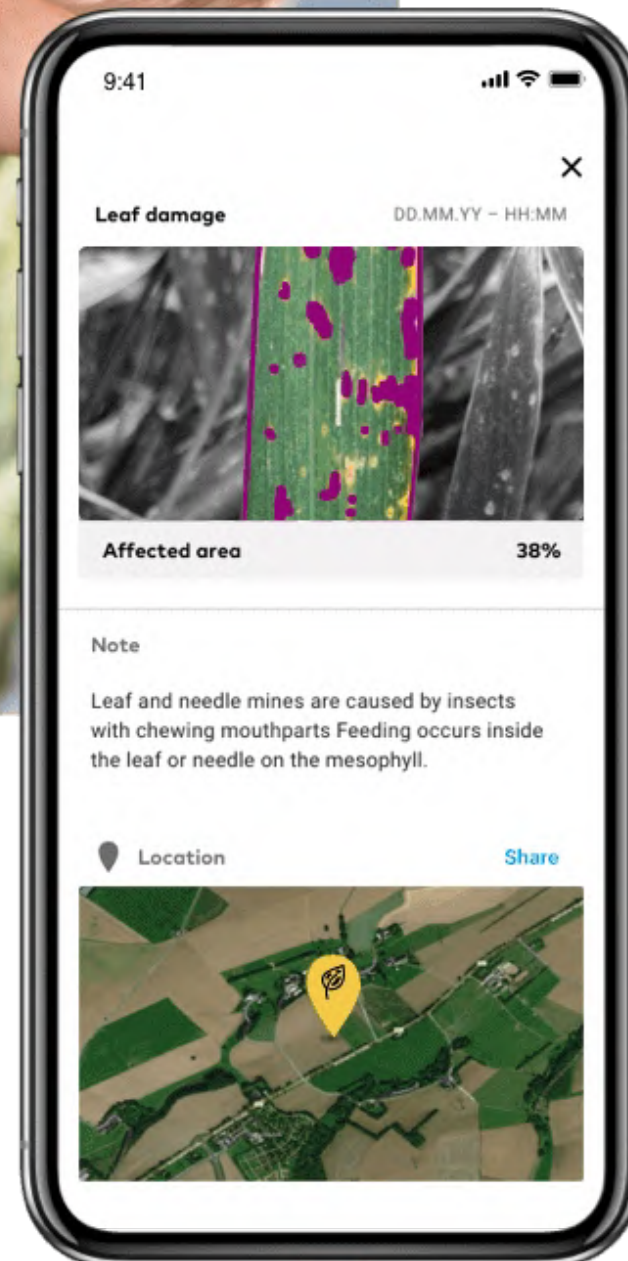 9:41
Leaf damage DD.MM.YY – HH:MM
Affected area 38%
Note
Leaf and needle mines are caused by insects
with chewing mouthparts Feeding occurs inside
the leaf or needle on the mesophyll.
Location Share